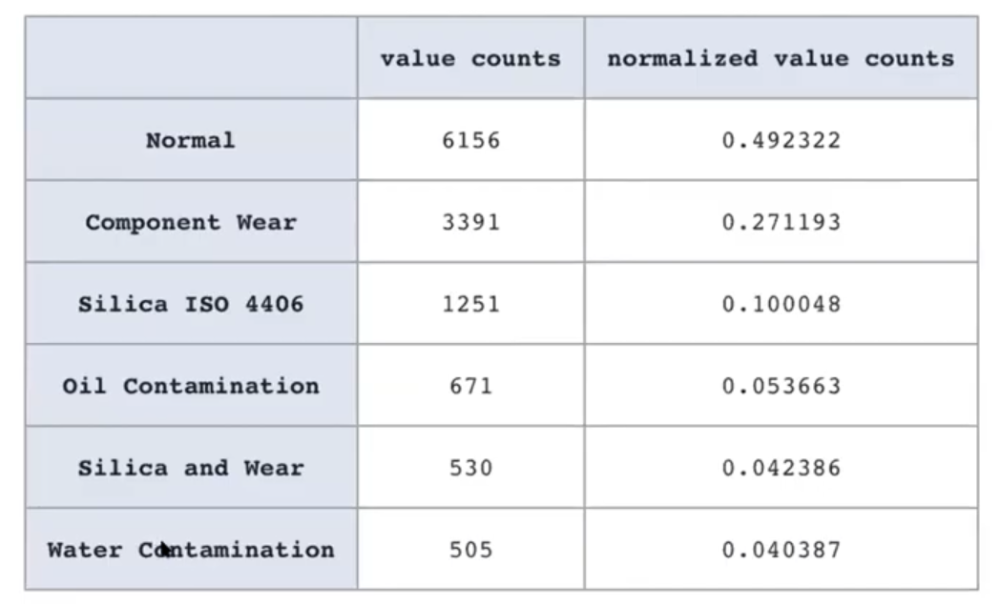 value counts normalized value counts
Normal 6156 0.492322
Component Wear 3391 0.271193
Silica ISO 4406 1251 0.100048
Oil Contamination 671 0.053663
Silica and Wear 530 0.042386
Water Contamination 505 0.040387